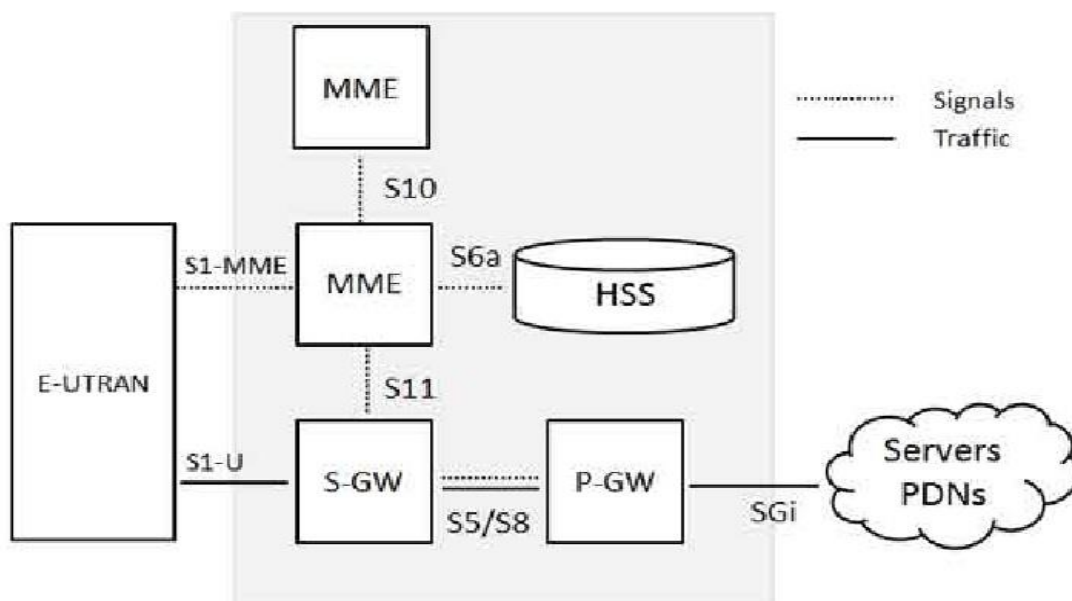 MME
Signals
Traffic
S10
S1-MME
MME
S6a
HSS
E-UTRAN
S11
S1-U
S-GW
S5/S8
P-GW
SGi
Servers
PDNs